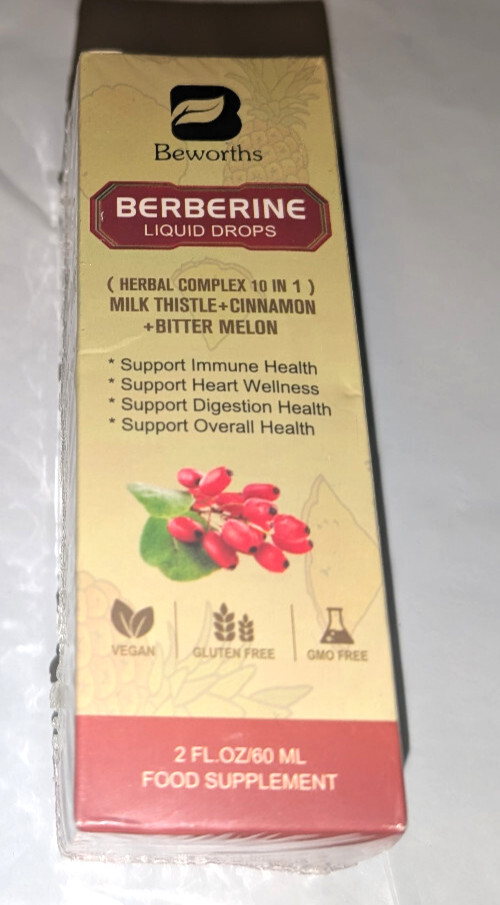 B
Beworths
BERBERINE
LIQUID DROPS
( HERBAL COMPLEX 10 IN 1 )
MILK THISTLE+CINNAMON
+BITTER MELON
* Support Immune Health
* Support Heart Wellness
* Support Digestion Health
* Support Overall Health
VEGAN GLUTEN FREE GMO FREE
2 FL.OZ/60 ML
FOOD SUPPLEMENT